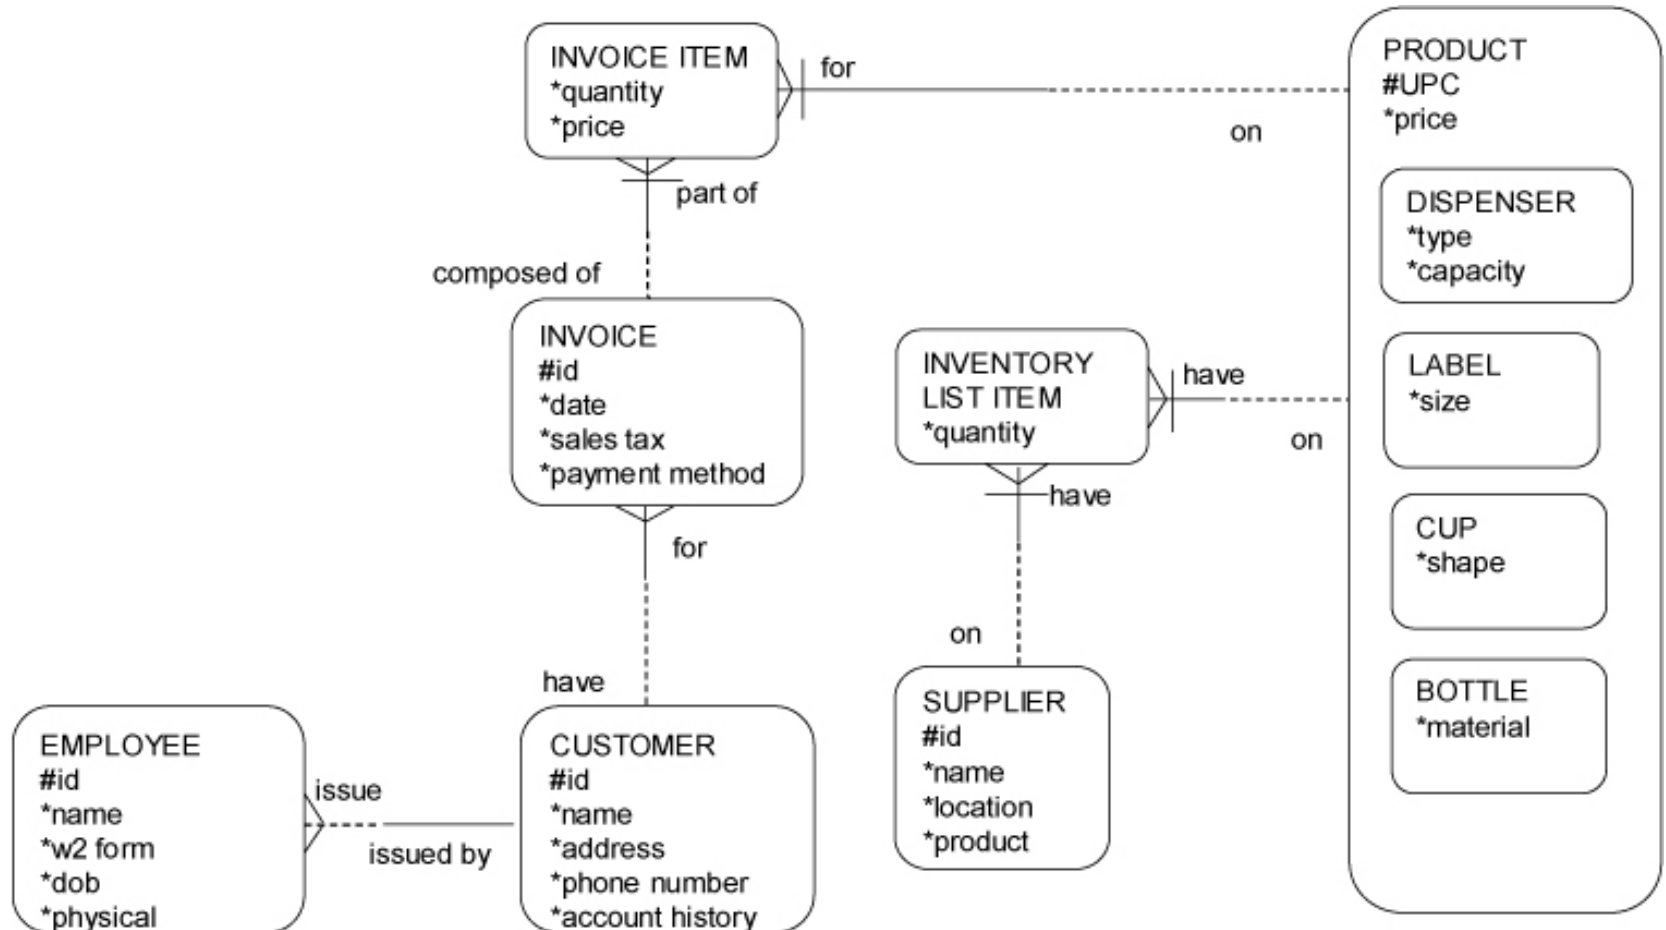 INVOICE ITEM
*quantity
*price
for
on
part of
composed of
PRODUCT
#UPC
*price
DISPENSER
*type
*capacity
LABEL
*size
CUP
*shape
BOTTLE
*material
INVOICE
#id
*date
*sales tax
*payment method
for
have
INVENTORY
LIST ITEM
*quantity
have
on
have
on
SUPPLIER
#id
*name
*location
*product
EMPLOYEE
#id
*name
*w2 form
*dob
*physical
issue
issued by
CUSTOMER
#id
*name
*address
*phone number
*account history